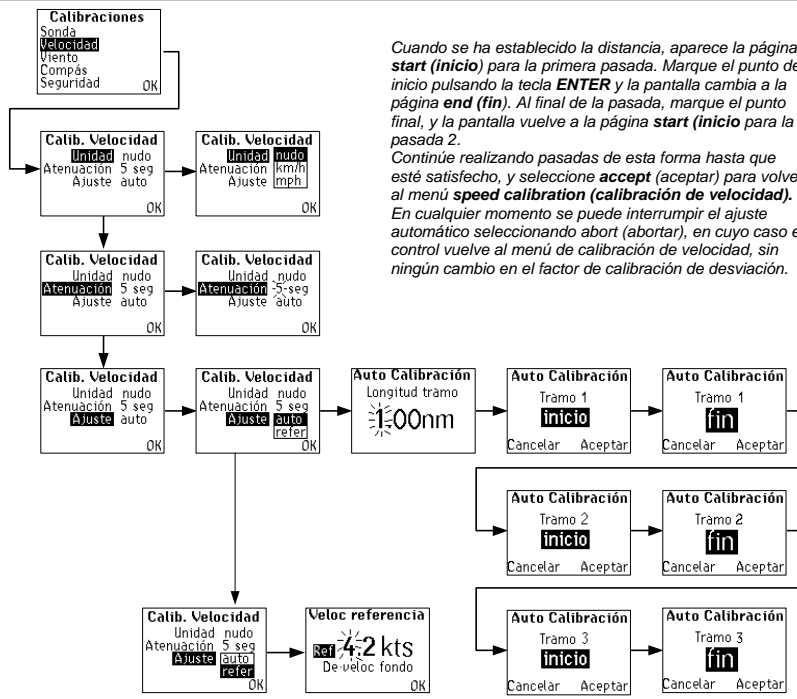 Calibraciones
Sonda
Velocidad
Viento
Compás
Seguridad OK
Cuando se ha establecido la distancia, aparece la página
start (inicio) para la primera pasada. Marque el punto de
inicio pulsando la tecla ENTER y la pantalla cambia a la
página end (fin). Al final de la pasada, marque el punto
final, y la pantalla vuelve a la página start (inicio para la
pasada 2.
Continúe realizando pasadas de esta forma hasta que
esté satisfecho, y seleccione accept (aceptar) para volve
al menú speed calibration (calibración de velocidad).
En cualquier momento se puede interrumpir el ajuste
automático seleccionando abort (abortar), en cuyo caso e
control vuelve al menú de calibración de velocidad, sin
ningún cambio en el factor de calibración de desviación.
Calib. Velocidad
Unidad nudo
Atenuación 5 seg
Ajuste auto
OK
Calib. Velocidad
Unidad nudo
Atenuación km/h
Ajuste mph
OK
Calib. Velocidad
Unidad nudo
Atenuación 5 seg
Ajuste auto
OK
Calib. Velocidad
Unidad nudo
Atenuación 5 seg
Ajuste auto
OK
Calib. Velocidad
Unidad nudo
Atenuación 5 seg
Ajuste auto
OK
Calib. Velocidad
Unidad nudo
Atenuación 5 seg
Ajuste auto
refer
OK
Auto Calibración
Longitud tramo
1.00nm
Auto Calibración
Tramo 1
inicio
Cancelar Aceptar
Auto Calibración
Tramo 1
fin
Cancelar Aceptar
Auto Calibración
Tramo 2
inicio
Cancelar Aceptar
Auto Calibración
Tramo 2
fin
Cancelar Aceptar
Calib. Velocidad
Unidad nudo
Atenuación 5 seg
Ajuste auto
refer
OK
Veloc referencia
Ref 4.2 kts
De veloc fondo
OK
Auto Calibración
Tramo 3
inicio
Cancelar Aceptar
Auto Calibración
Tramo 3
fin
Cancelar Aceptar